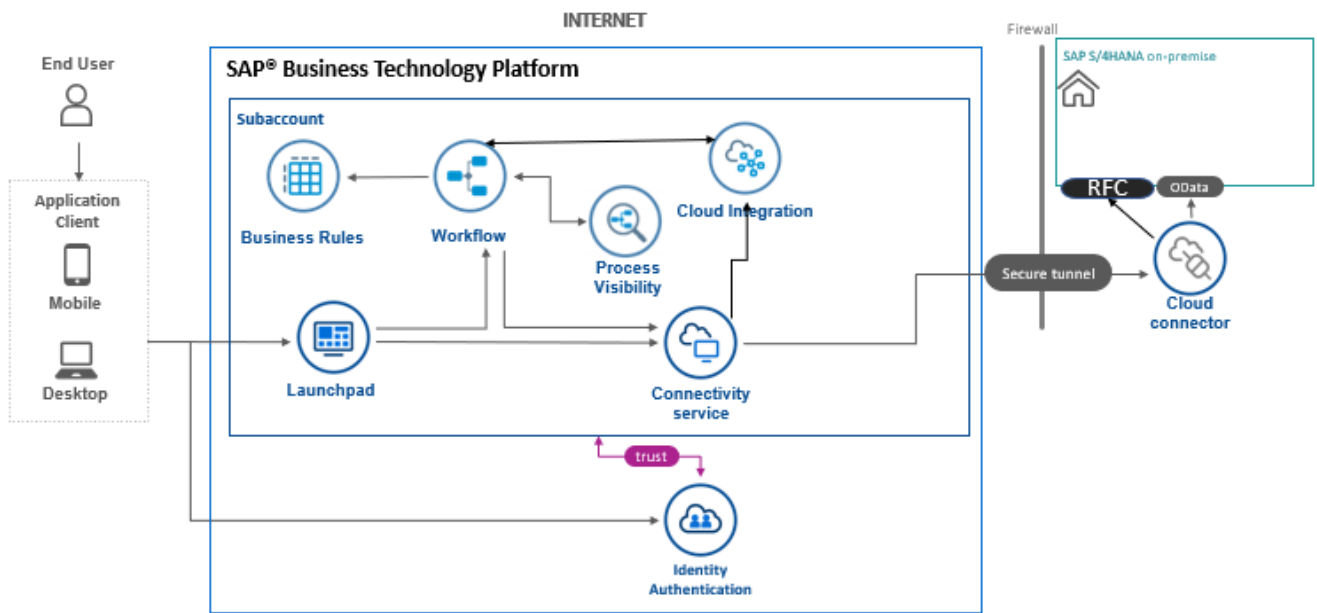 INTERNET
End User
Application
Client
Mobile
Desktop
SAP® Business Technology Platform
Subaccount
Business Rules
Workflow
Cloud Integration
Process
Visibility
Launchpad
Connectivity
service
trust
Identity
Authentication
Firewall
SAP S/4HANA on-premise
RFC
OData
Secure tunnel
Cloud
connector